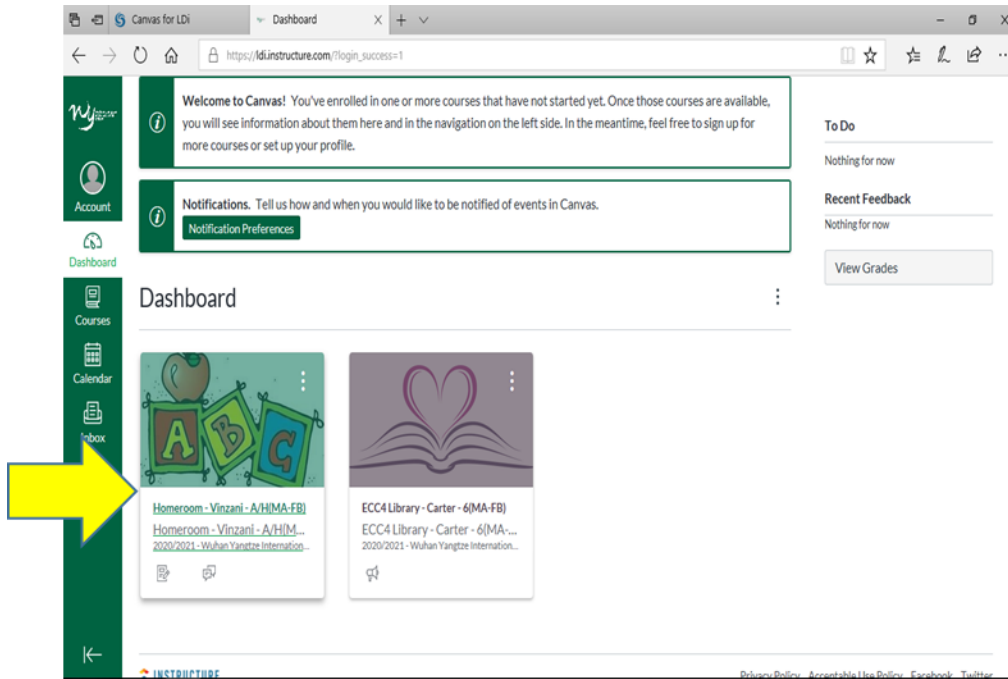 Canvas for LDi
Dashboard
https://ldi.instructure.com/?login_success=1
Welcome to Canvas! You've enrolled in one or more courses that have not started yet. Once those courses are available,
you will see information about them here and in the navigation on the left side. In the meantime, feel free to sign up for
more courses or set up your profile.
Notifications. Tell us how and when you would like to be notified of events in Canvas.
Notification Preferences
To Do
Nothing for now
Recent Feedback
Nothing for now
View Grades
Account
Dashboard
Courses
Calendar
Inbox
Dashboard
A B C
Homeroom - Vinzani - A/H(MA-FB)
Homeroom - Vinzani - A/H(M...
2020/2021 - Wuhan Yangtze Internation...
ECC4 Library - Carter - 6(MA-FB)
ECC4 Library - Carter - 6(MA-...
2020/2021 - Wuhan Yangtze Internation...
INSTRUCTURE
Privacy Policy Acceptable Use Policy Facebook Twitter